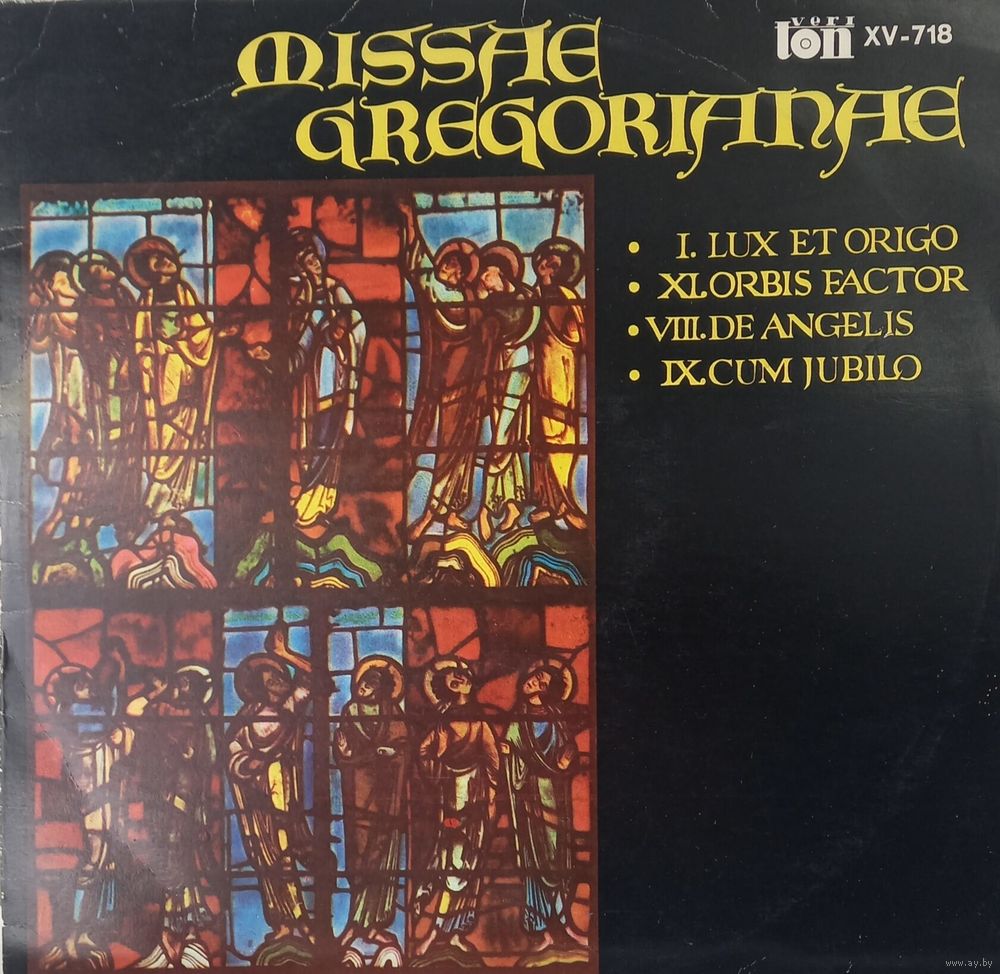 MISSAE
GREGORIANAE
veri
ton XV-718
• I. LUX ET ORIGO
• XI. ORBIS FACTOR
• VIII. DE ANGELIS
• IX. CUM JUBILO
www.ay.by